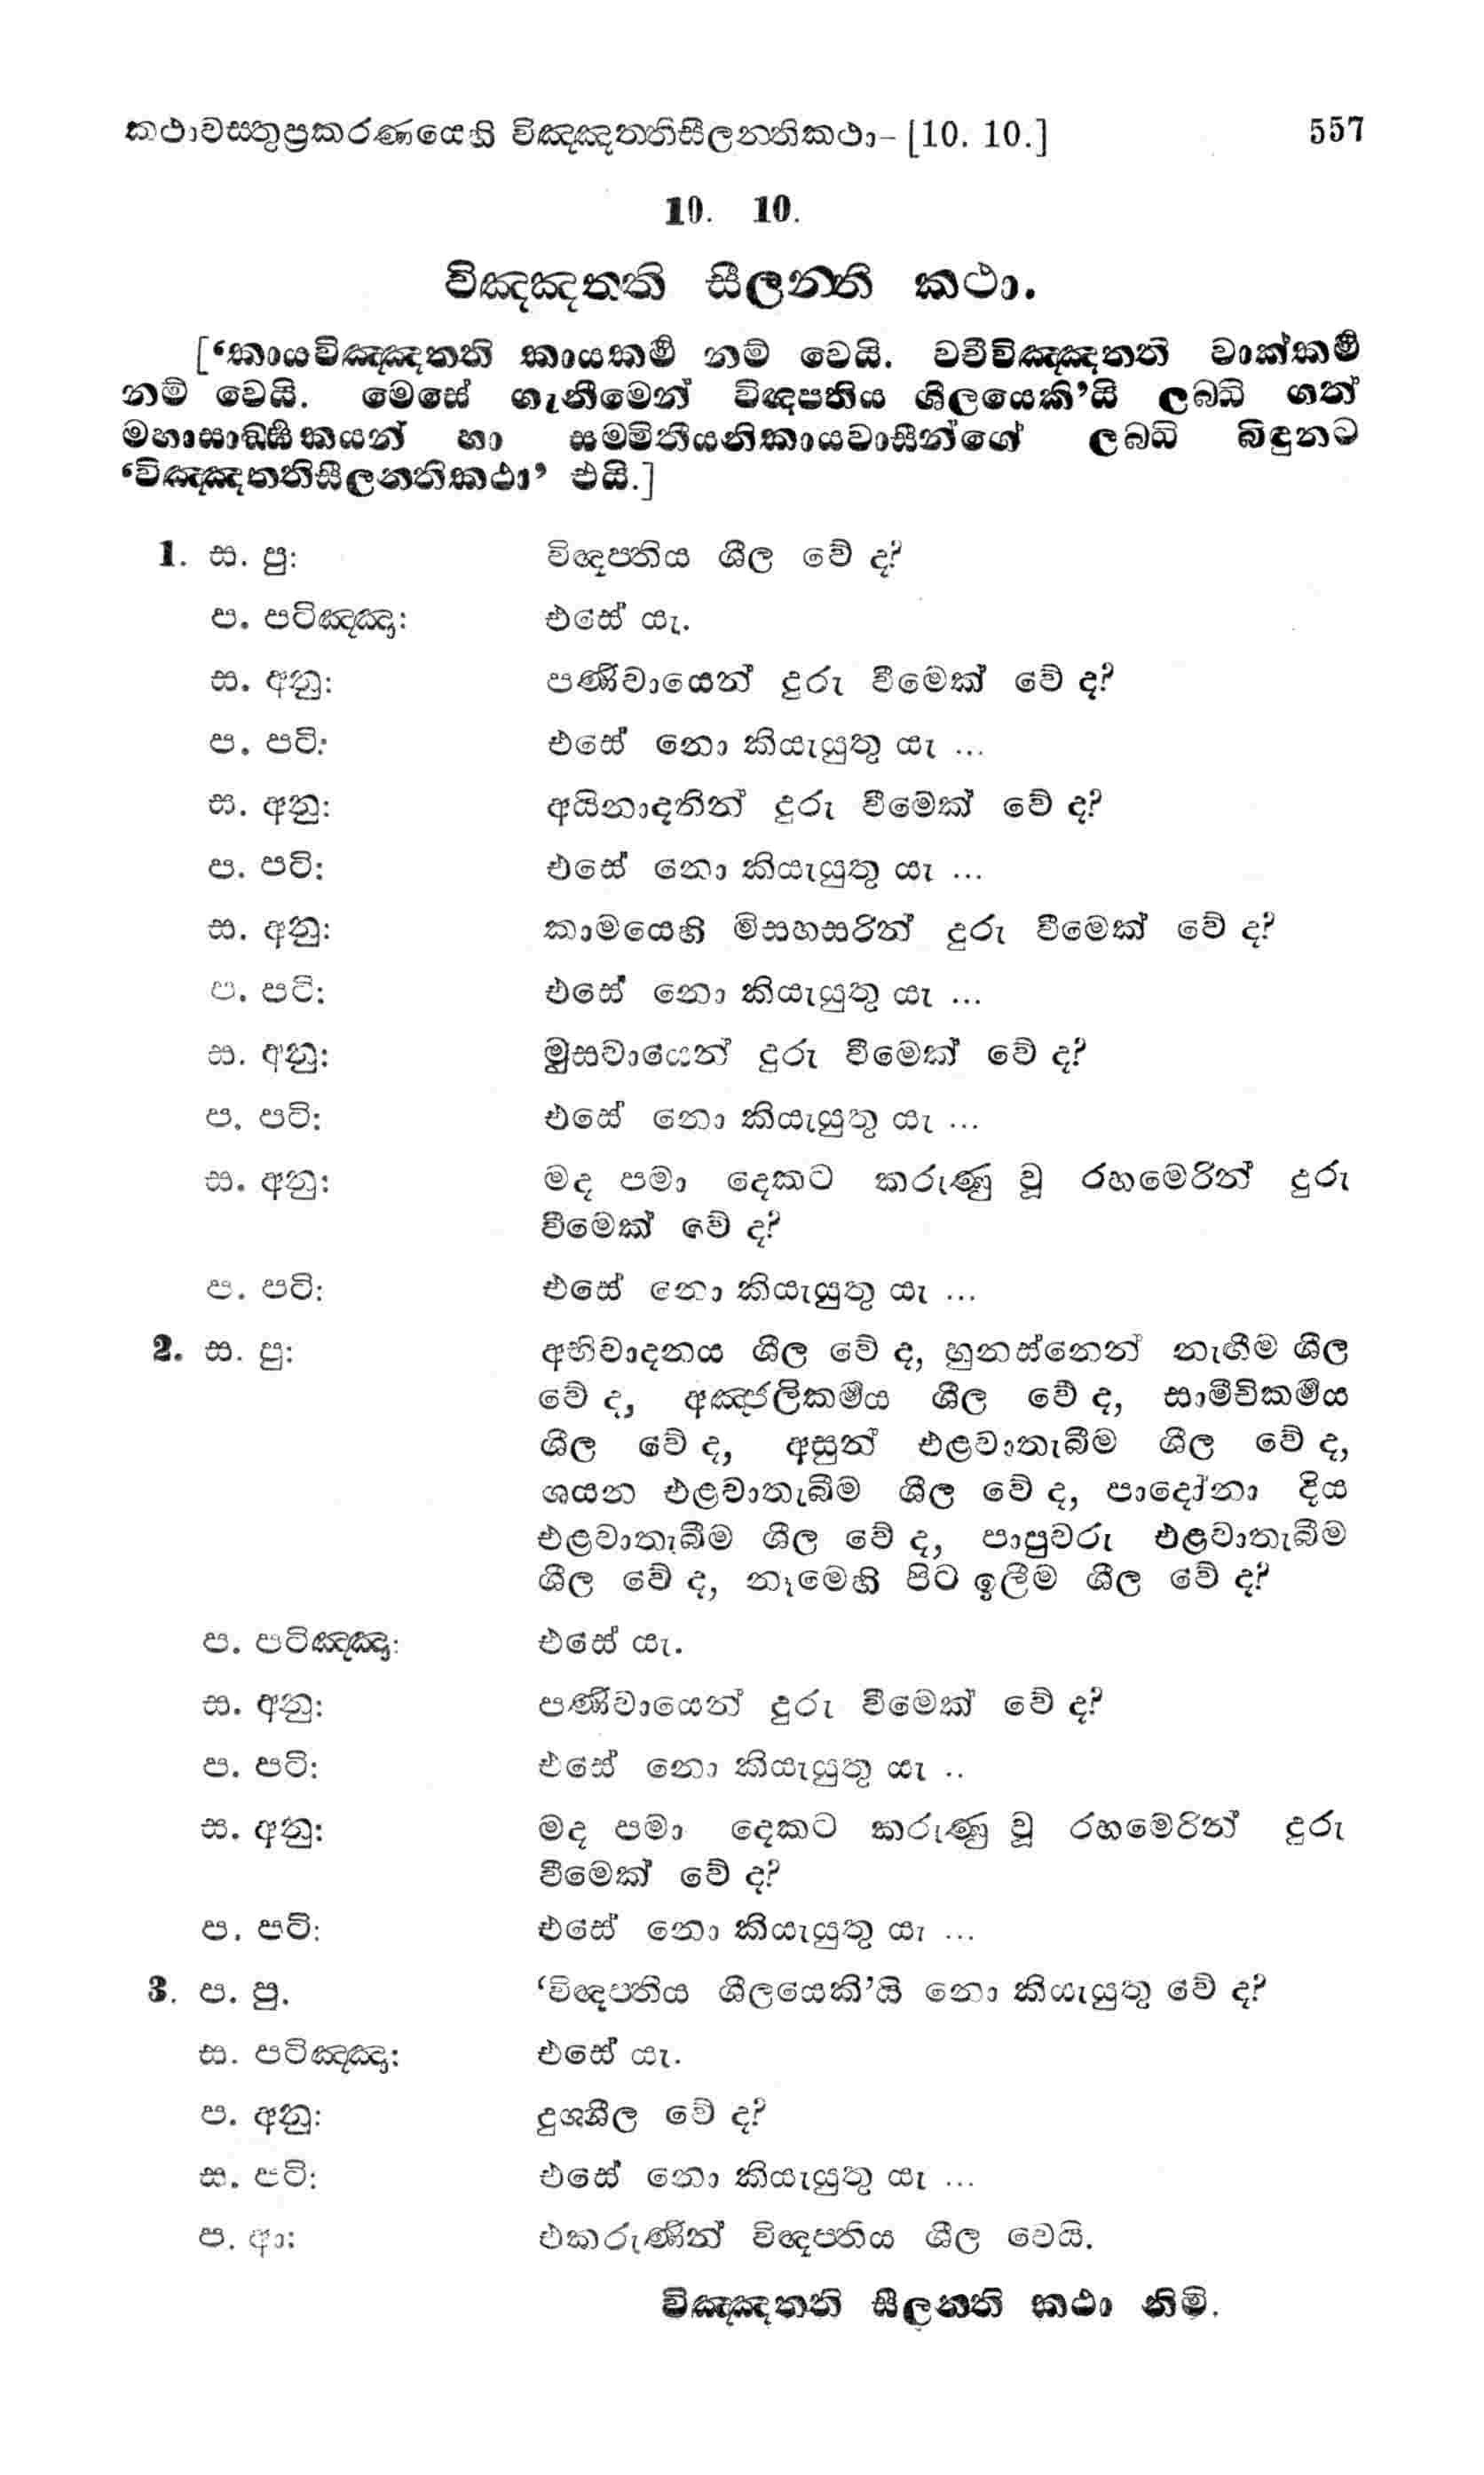 කථාවස්තුප්‍රකරණයෙහි විඤ්ඤත්තිසීලන්තිකථා- [10. 10.] 557
10. 10.
විඤ්ඤත්ති සීලන්ති කථා.
[‘කායවිඤ්ඤත්ති කායකර්‍ම නම් වෙයි. වචීවිඤ්ඤත්ති වාක්කර්‍ම
නම් වෙයි. මෙසේ ගැනීමෙන් විඥප්තිය ශීලයෙකි’යි ලබ්ධි ගත්
මහාසාඞ්ඝිකයන් හා සම්මිතීයනිකායවාසීන්ගේ ලබ්ධි බිඳුනට
‘විඤ්ඤත්තිසීලන්තිකථා’ එයි.]
1. ස. පු: විඥප්තිය ශීල වේ ද?
ප. පටිඤ්ඤා: එසේ යැ.
ස. අනු: පණිවායෙන් දුරු වීමෙක් වේ ද?
ප. පටි: එසේ නො කියැයුතු යැ ...
ස. අනු: අයිනාදනින් දුරු වීමෙක් වේ ද?
ප. පටි: එසේ නො කියැයුතු යැ ...
ස. අනු: කාමයෙහි මිසහසරින් දුරු වීමෙක් වේ ද?
ප. පටි: එසේ නො කියැයුතු යැ ...
ස. අනු: මුසවායෙන් දුරු වීමෙක් වේ ද?
ප. පටි: එසේ නො කියැයුතු යැ ...
ස. අනු: මද පමා දෙකට කරුණු වූ රහමෙරින් දුරු
වීමෙක් වේ ද?
ප. පටි: එසේ නො කියැයුතු යැ ...
2. ස. පු: අභිවාදනය ශීල වේ ද, හුනස්නෙන් නැඟීම ශීල
වේ ද, අඤ්ජලිකර්‍මය ශීල වේ ද, සාමීචිකර්‍මය
ශීල වේ ද, අසුන් එළවාතැබීම ශීල වේ ද,
ශයන එළවාතැබීම ශීල වේ ද, පාදෝනා දිය
එළවාතැබීම ශීල වේ ද, පාපුවරු එළවාතැබීම
ශීල වේ ද, නෑමෙහි පිට ඉලීම ශීල වේ ද?
ප. පටිඤ්ඤා: එසේ යැ.
ස. අනු: පණිවායෙන් දුරු වීමෙක් වේ ද?
ප. පටි: එසේ නො කියැයුතු යැ ..
ස. අනු: මද පමා දෙකට කරුණු වූ රහමෙරින් දුරු
වීමෙක් වේ ද?
ප. පටි: එසේ නො කියැයුතු යැ ...
3. ප. පු. ‘විඥප්තිය ශීලයෙකි’යි නො කියැයුතු වේ ද?
ස. පටිඤ්ඤා: එසේ යැ.
ප. අනු: දුශ්ශීල වේ ද?
ස. පටි: එසේ නො කියැයුතු යැ ...
ප. ආ: එකරුණින් විඥප්තිය ශීල වෙයි.
විඤ්ඤත්ති සීලන්ති කථා නිමි.